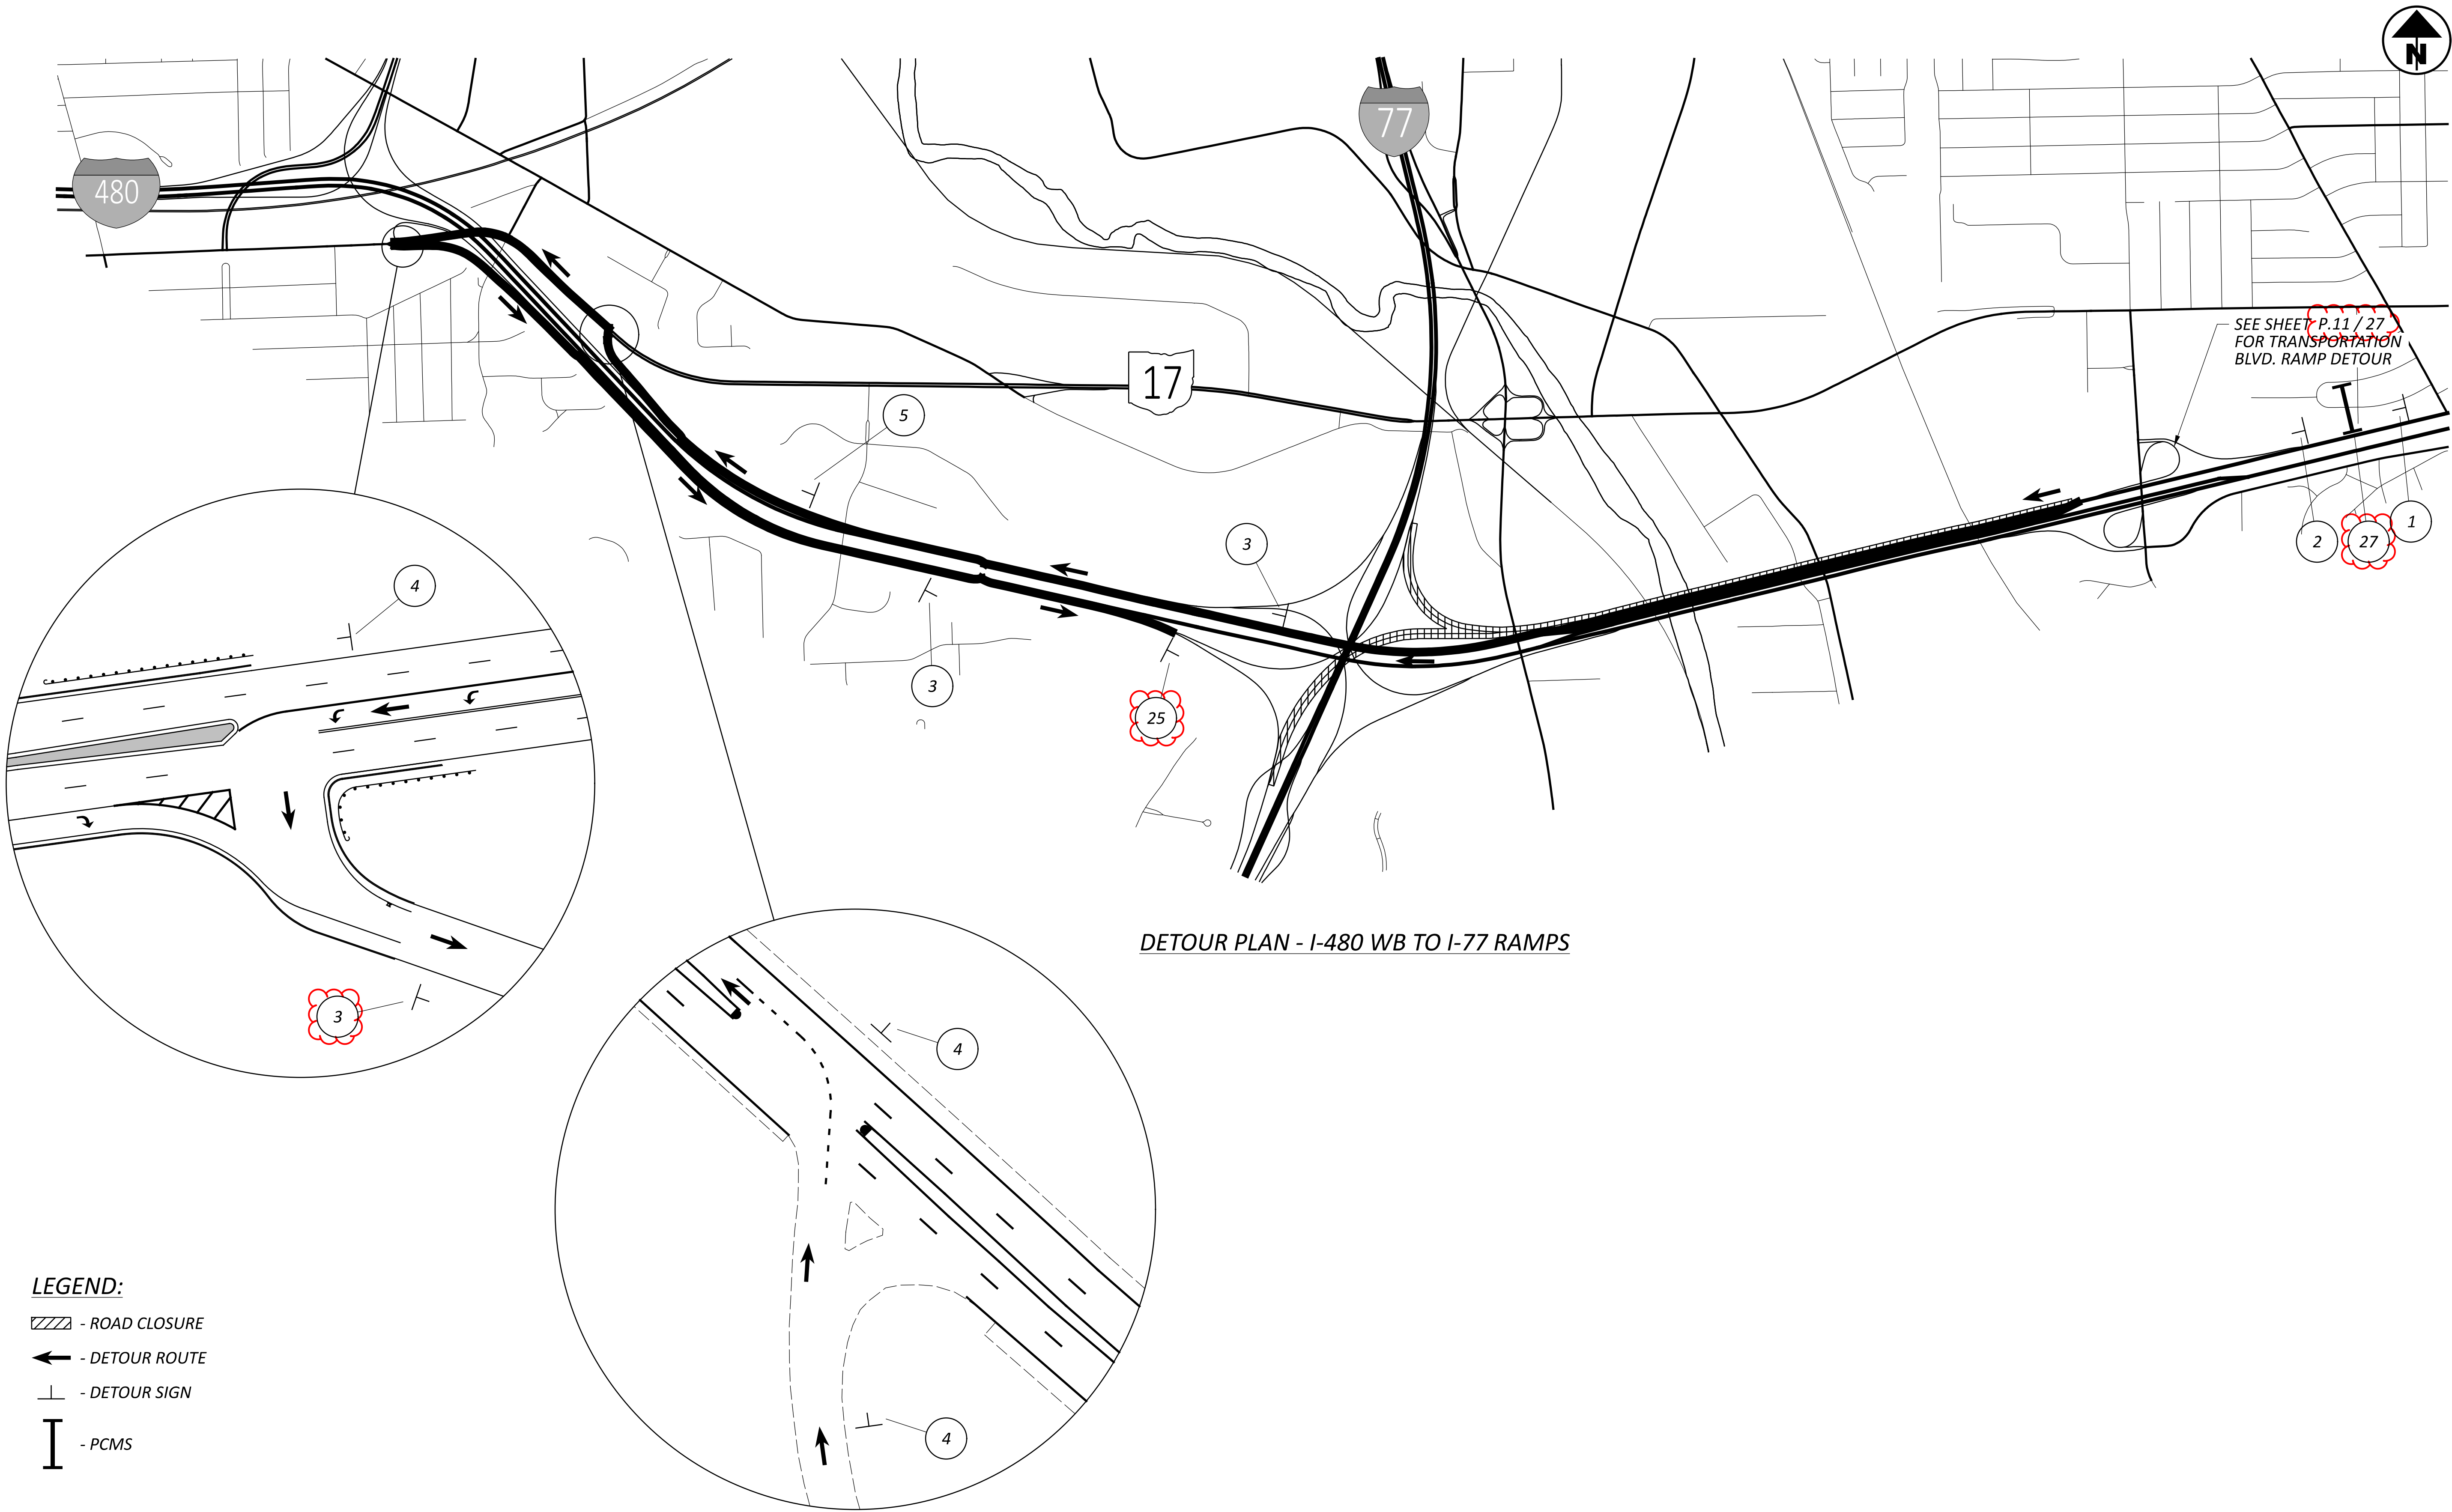 N
77
480
SEE SHEET P.11 / 27
FOR TRANSPORTATION
BLVD. RAMP DETOUR
17
5
1
2
27
3
4
3
25
DETOUR PLAN - I-480 WB TO I-77 RAMPS
3
4
4
LEGEND:
- ROAD CLOSURE
- DETOUR ROUTE
- DETOUR SIGN
- PCMS